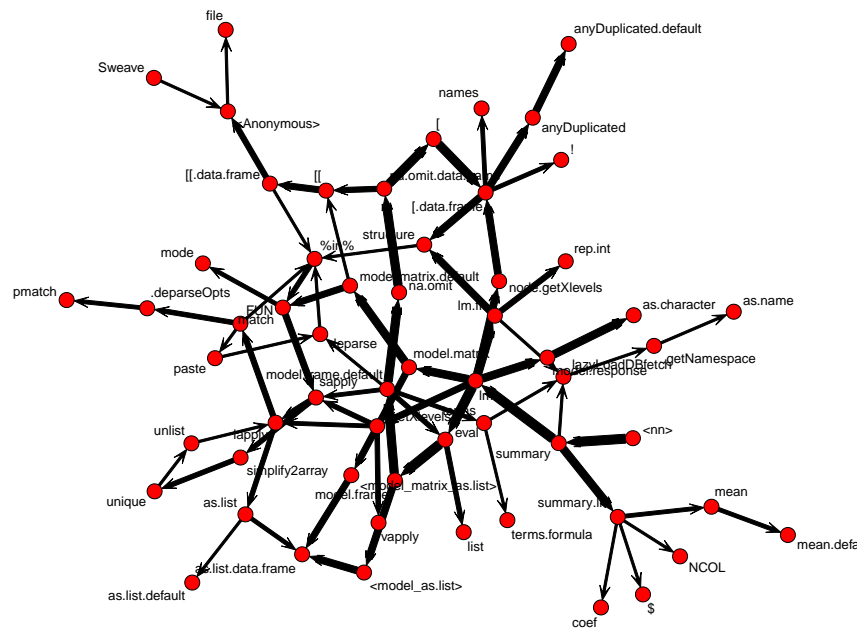 file
anyDuplicated.default
Sweave
names
<Anonymous>
[
anyDuplicated
!
[[.data.frame
[[
na.omit.data.frame
[.data.frame
structure
%in%
mode
rep.int
model.matrix.default
node.getXlevels
pmatch
.deparseOpts
na.omit
as.character
as.name
FUN
lm.fit
match
deparse
getNamespace
paste
model.matrix
lazyLoadDBfetch
model.response
model.frame.default
sapply
lm
unlist
lapply
eval
<nn>
summary
simplify2array
unique
model.frame
<model_matrix_as.list>
as.list
vapply
summary.lm
mean
list
terms.formula
mean.defa
as.list.data.frame
NCOL
as.list.default
<model_as.list>
coef
$